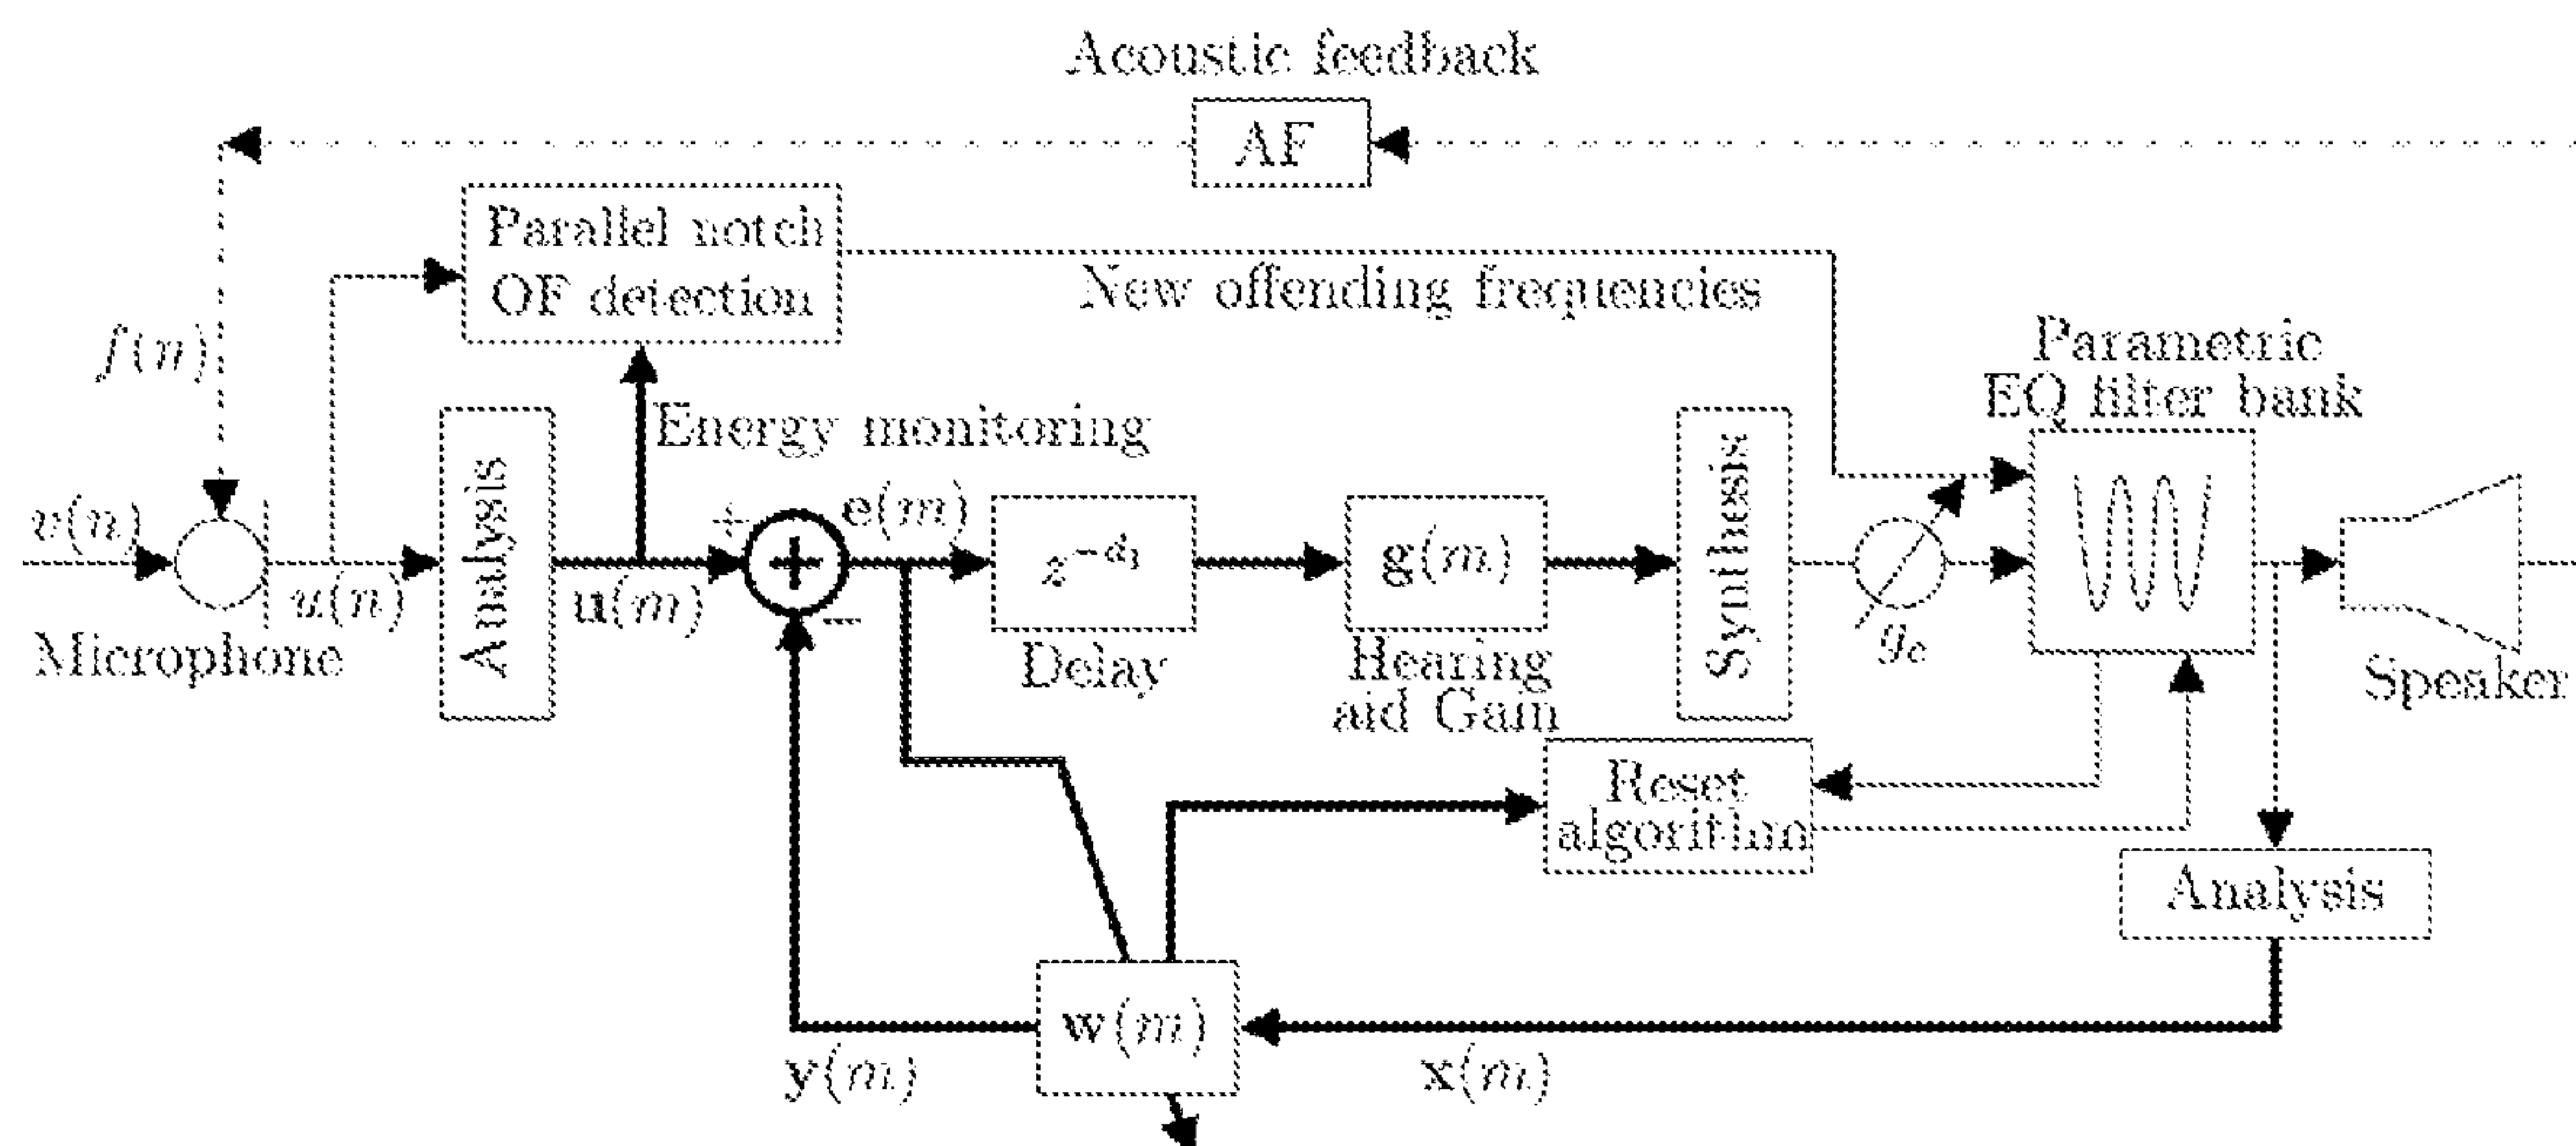 Acoustic feedback
AF
Parallel notch
OF detection
New offending frequencies
f(n)
Parametric
EQ filter bank
Energy monitoring
v(n)
Microphone
u(n)
Analysis
u(m)
+
+
−
e(m)
z^{-d_1}
Delay
g(m)
Hearing
aid Gain
Synthesis
g_c
Speaker
Reset
algorithm
Analysis
w(m)
y(m)
x(m)